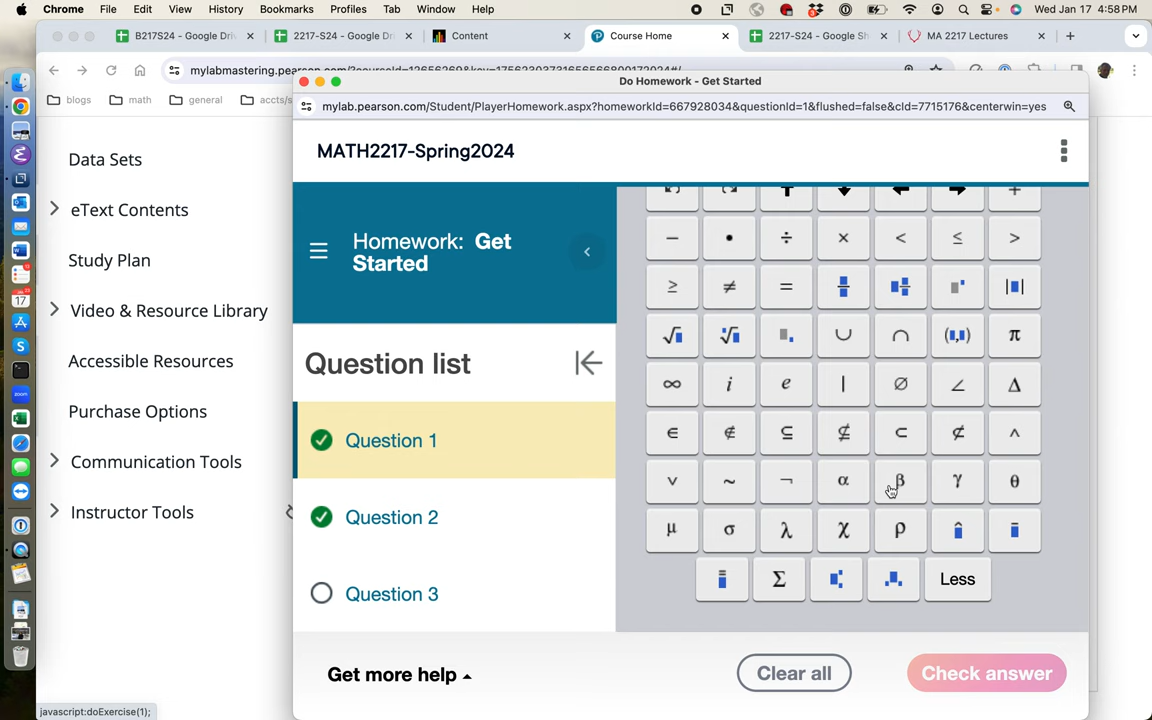 Chrome File Edit View History Bookmarks Profiles Tab Window Help Wed Jan 17 4:58 PM
B217S24 - Google Driv 2217-S24 - Google Dri Content Course Home 2217-S24 - Google Sh MA 2217 Lectures
Do Homework - Get Started
mylab.pearson.com/Student/PlayerHomework.aspx?homeworkId=667928034&questionId=1&flushed=false&cId=7715176&centerwin=yes
blogs math general accts/s
MATH2217-Spring2024
Data Sets
eText Contents
Study Plan
Video & Resource Library
Accessible Resources
Purchase Options
Communication Tools
Instructor Tools
Homework: Get
Started
Question list
Question 1
Question 2
Question 3
+
− • ÷ × < ≤ >
≥ ≠ =
√ √ ∪ ∩ (,) π
∞ i e | ∅ ∠ Δ
∈ ∉ ⊆ ⊈ ⊂ ⊄ ^
v ~ ¬ α β γ θ
μ σ λ χ ρ
Σ Less
Get more help
Clear all
Check answer
javascript:doExercise(1);